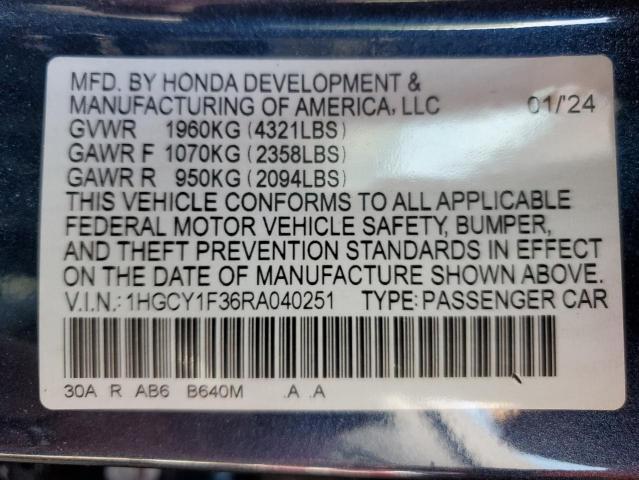 MFD. BY HONDA DEVELOPMENT &
MANUFACTURING OF AMERICA, LLC 01/'24
GVWR 1960KG (4321LBS)
GAWR F 1070KG (2358LBS)
GAWR R 950KG (2094LBS)
THIS VEHICLE CONFORMS TO ALL APPLICABLE
FEDERAL MOTOR VEHICLE SAFETY, BUMPER,
AND THEFT PREVENTION STANDARDS IN EFFECT
ON THE DATE OF MANUFACTURE SHOWN ABOVE.
V.I.N.: 1HGCY1F36RA040251 TYPE: PASSENGER CAR
30A R AB6 B640M .A .A